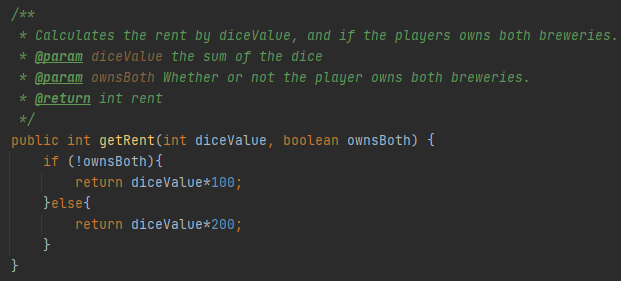 /**
 * Calculates the rent by diceValue, and if the players owns both breweries.
 * @param diceValue the sum of the dice
 * @param ownsBoth Whether or not the player owns both breweries.
 * @return int rent
 */
public int getRent(int diceValue, boolean ownsBoth) {
    if (!ownsBoth){
        return diceValue*100;
    }else{
        return diceValue*200;
    }
}